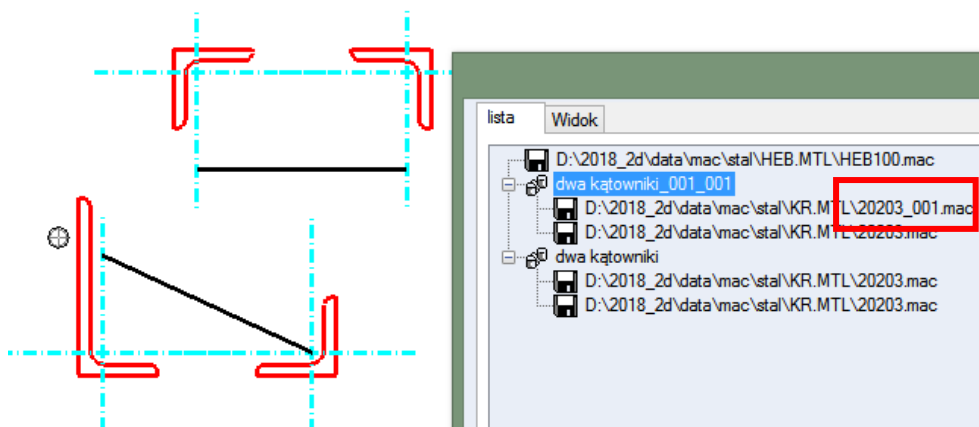 lista
Widok
D:\2018_2d\data\mac\stal\HEB.MTL\HEB100.mac
dwa kątowniki_001_001
D:\2018_2d\data\mac\stal\KR.MTL\20203_001.mac
D:\2018_2d\data\mac\stal\KR.MTL\20203.mac
dwa kątowniki
D:\2018_2d\data\mac\stal\KR.MTL\20203.mac
D:\2018_2d\data\mac\stal\KR.MTL\20203.mac